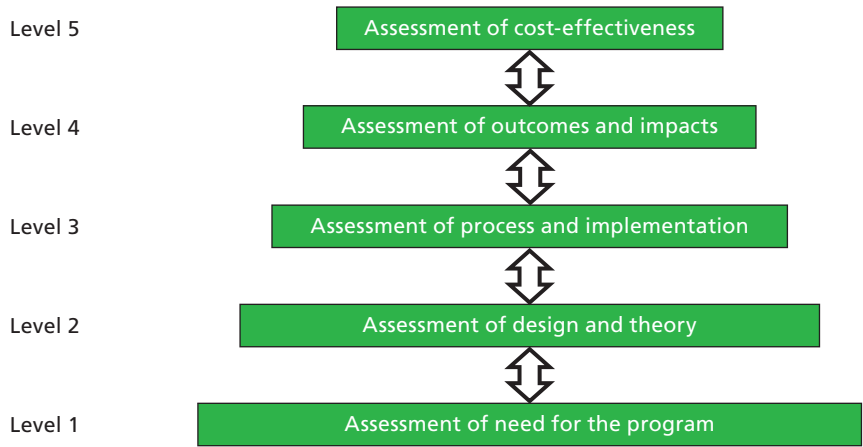 Level 5 Assessment of cost-effectiveness
Level 4 Assessment of outcomes and impacts
Level 3 Assessment of process and implementation
Level 2 Assessment of design and theory
Level 1 Assessment of need for the program